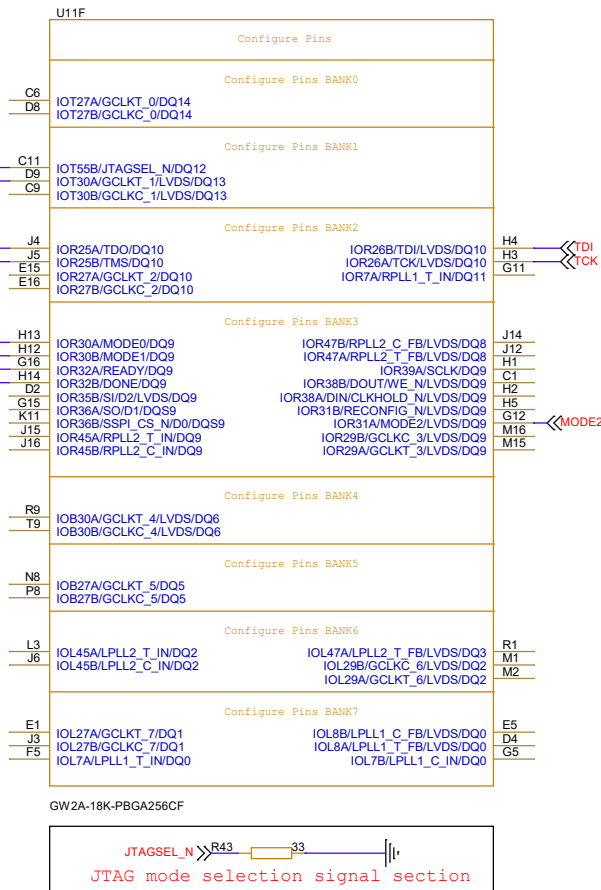 U11F
Configure Pins
Configure Pins BANK0
C6 IOT27A/GCLKT_0/DQ14
D8 IOT27B/GCLKC_0/DQ14
Configure Pins BANK1
C11 IOT55B/JTAGSEL_N/DQ12
D9 IOT30A/GCLKT_1/LVDS/DQ13
C9 IOT30B/GCLKC_1/LVDS/DQ13
Configure Pins BANK2
J4 IOR25A/TDO/DQ10 IOR26B/TDI/LVDS/DQ10 H4 TDI
J5 IOR25B/TMS/DQ10 IOR26A/TCK/LVDS/DQ10 H3 TCK
E15 IOR27A/GCLKT_2/DQ10 IOR7A/RPLL1_T_IN/DQ11 G11
E16 IOR27B/GCLKC_2/DQ10
Configure Pins BANK3
H13 IOR30A/MODE0/DQ9 IOR47B/RPLL2_C_FB/LVDS/DQ8 J14
H12 IOR30B/MODE1/DQ9 IOR47A/RPLL2_T_FB/LVDS/DQ8 J12
G16 IOR32A/READY/DQ9 IOR39A/SCLK/DQ9 H1
H14 IOR32B/DONE/DQ9 IOR38B/DOUT/WE_N/LVDS/DQ9 C1
D2 IOR35B/SI/D2/LVDS/DQ9 IOR38A/DIN/CLKHOLD_N/LVDS/DQ9 H2
G15 IOR36A/SO/D1/DQS9 IOR31B/RECONFIG_N/LVDS/DQ9 H5
K11 IOR36B/SSPI_CS_N/D0/DQS9 IOR31A/MODE2/LVDS/DQ9 G12 MODE2
J15 IOR45A/RPLL2_T_IN/DQ9 IOR29B/GCLKC_3/LVDS/DQ9 M16
J16 IOR45B/RPLL2_C_IN/DQ9 IOR29A/GCLKT_3/LVDS/DQ9 M15
Configure Pins BANK4
R9 IOB30A/GCLKT_4/LVDS/DQ6
T9 IOB30B/GCLKC_4/LVDS/DQ6
Configure Pins BANK5
N8 IOB27A/GCLKT_5/DQ5
P8 IOB27B/GCLKC_5/DQ5
Configure Pins BANK6
L3 IOL45A/LPLL2_T_IN/DQ2 IOL47A/LPLL2_T_FB/LVDS/DQ3 R1
J6 IOL45B/LPLL2_C_IN/DQ2 IOL29B/GCLKC_6/LVDS/DQ2 M1
IOL29A/GCLKT_6/LVDS/DQ2 M2
Configure Pins BANK7
E1 IOL27A/GCLKT_7/DQ1 IOL8B/LPLL1_C_FB/LVDS/DQ0 E5
J3 IOL27B/GCLKC_7/DQ1 IOL8A/LPLL1_T_FB/LVDS/DQ0 D4
F5 IOL7A/LPLL1_T_IN/DQ0 IOL7B/LPLL1_C_IN/DQ0 G5
GW2A-18K-PBGA256CF
JTAGSEL_N R43 33
JTAG mode selection signal section